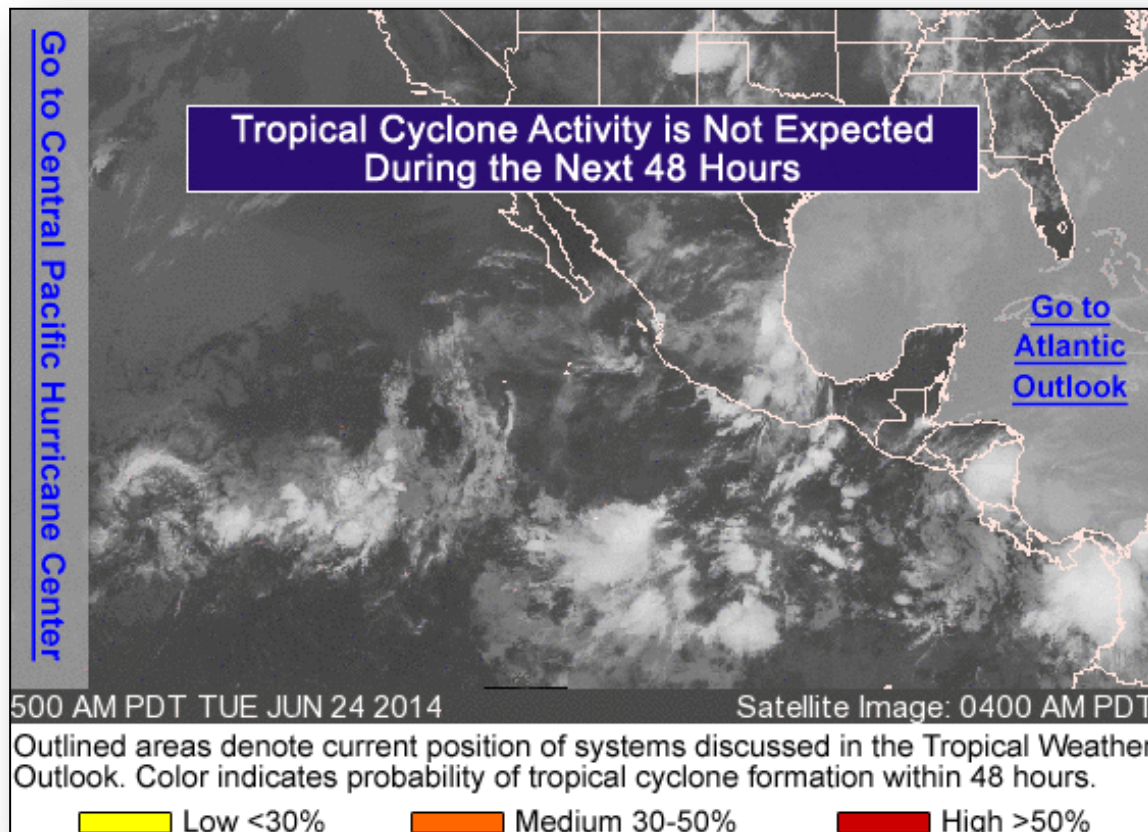 Go to Central Pacific Hurricane Center
Tropical Cyclone Activity is Not Expected
During the Next 48 Hours
Go to
Atlantic
Outlook
500 AM PDT TUE JUN 24 2014
Satellite Image: 0400 AM PDT
Outlined areas denote current position of systems discussed in the Tropical Weather
Outlook. Color indicates probability of tropical cyclone formation within 48 hours.
Low <30%
Medium 30-50%
High >50%